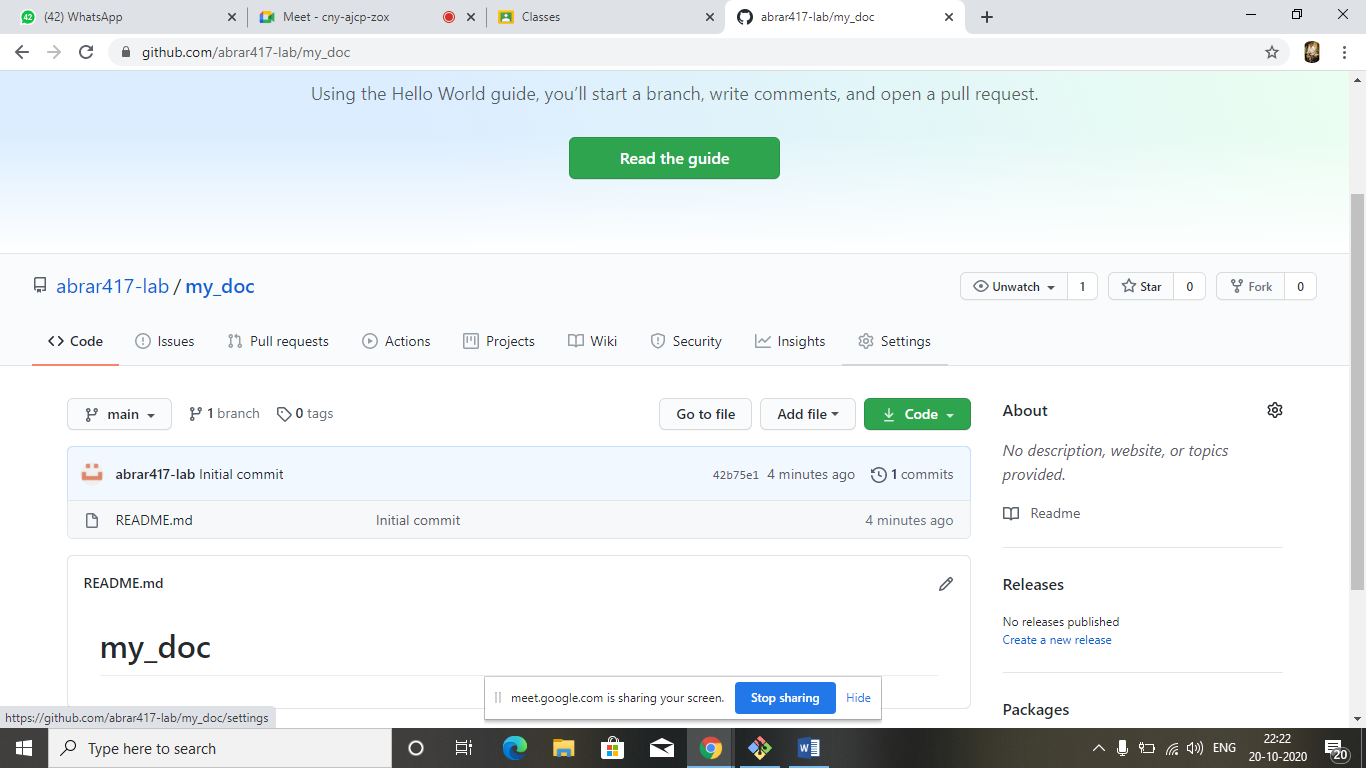 (42) WhatsApp
Meet - cny-ajcp-zox
Classes
abrar417-lab/my_doc
github.com/abrar417-lab/my_doc
Using the Hello World guide, you’ll start a branch, write comments, and open a pull request.
Read the guide
abrar417-lab / my_doc
Unwatch 1
Star 0
Fork 0
Code
Issues
Pull requests
Actions
Projects
Wiki
Security
Insights
Settings
main
1 branch
0 tags
Go to file
Add file
Code
abrar417-lab Initial commit
42b75e1 4 minutes ago
1 commits
README.md
Initial commit
4 minutes ago
README.md
my_doc
About
No description, website, or topics
provided.
Readme
Releases
No releases published
Create a new release
Packages
meet.google.com is sharing your screen.
Stop sharing
Hide
https://github.com/abrar417-lab/my_doc/settings
Type here to search
ENG
22:22
20-10-2020
20